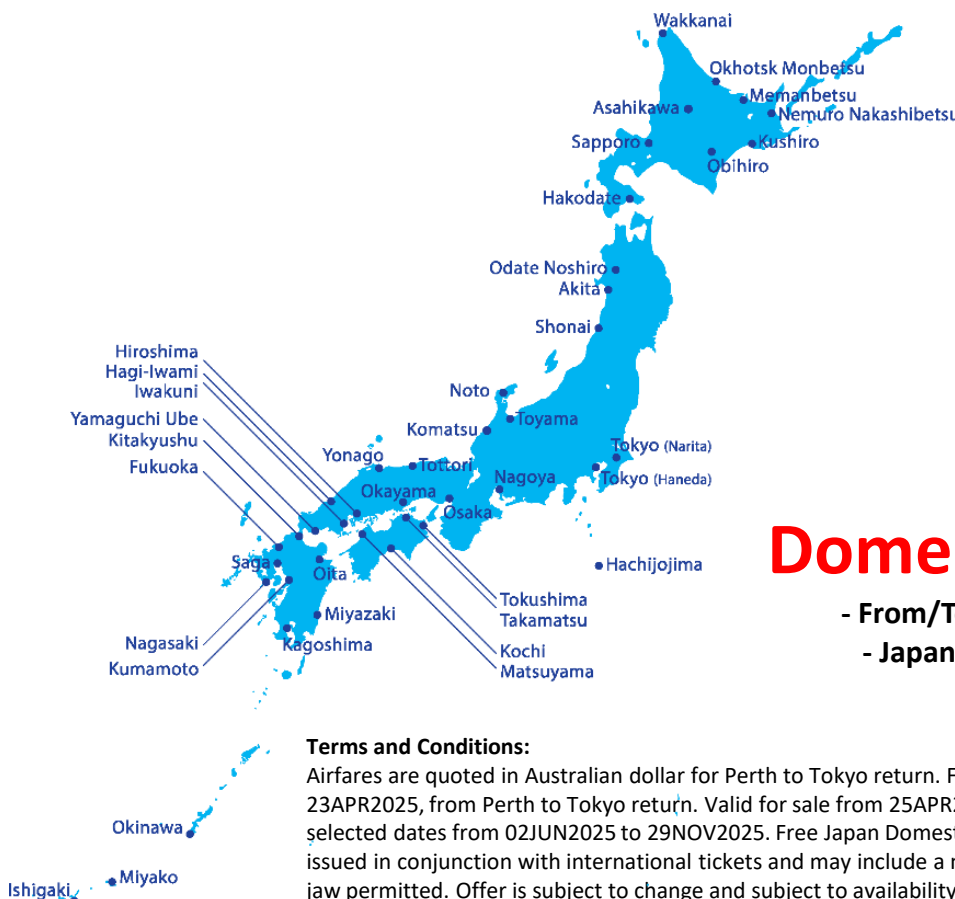 Wakkanai
Okhotsk Monbetsu
Memanbetsu
Asahikawa
Nemuro Nakashibetsu
Sapporo
Kushiro
Obihiro
Hakodate
Odate Noshiro
Akita
Shonai
Hiroshima
Hagi-Iwami
Iwakuni
Noto
Yamaguchi Ube
Toyama
Komatsu
Kitakyushu
Tokyo (Narita)
Yonago
Tottori
Fukuoka
Nagoya
Tokyo (Haneda)
Okayama
Osaka
Dome
Saga
Oita
Hachijojima
Tokushima
- From/T
Miyazaki
Takamatsu
Nagasaki
Kagoshima
Kochi
- Japan
Kumamoto
Matsuyama
Terms and Conditions:
Airfares are quoted in Australian dollar for Perth to Tokyo return. F
23APR2025, from Perth to Tokyo return. Valid for sale from 25APR2
selected dates from 02JUN2025 to 29NOV2025. Free Japan Domest
Okinawa
issued in conjunction with international tickets and may include a
Miyako
Ishigaki
jaw permitted. Offer is subject to change and subject to availability